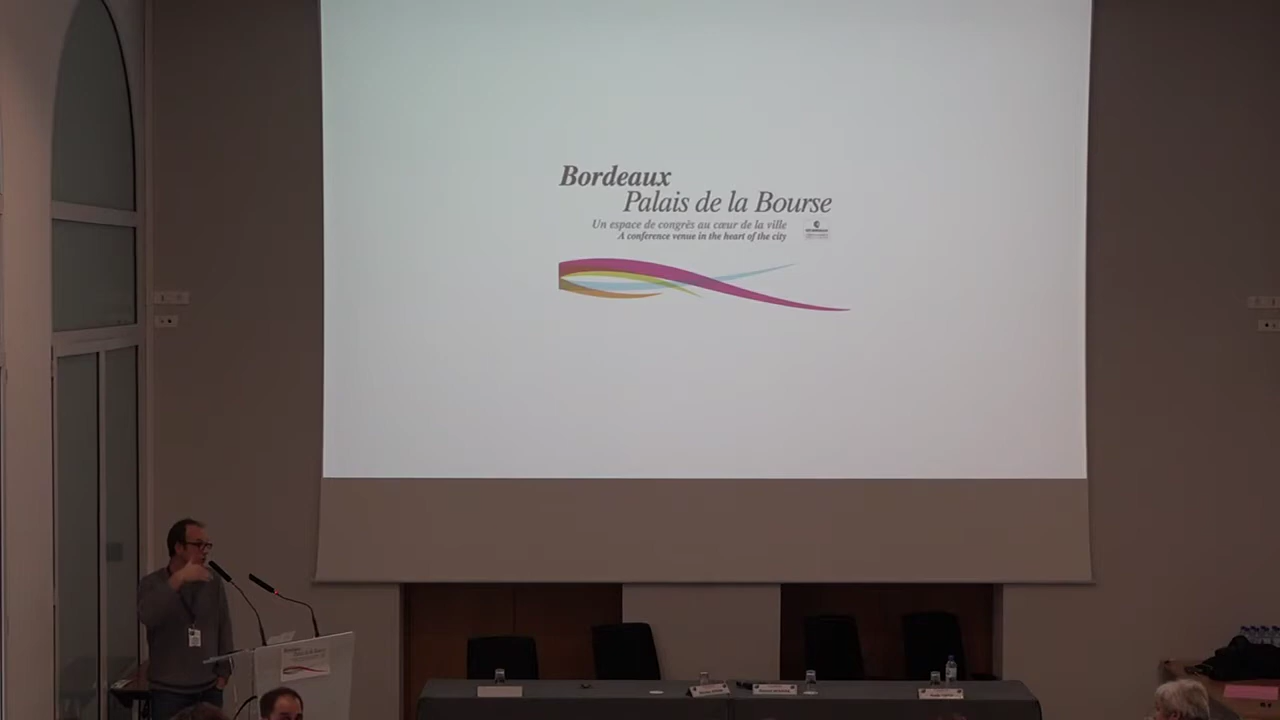 Bordeaux
Palais de la Bourse
Un espace de congrès au cœur de la ville
A conference venue in the heart of the city